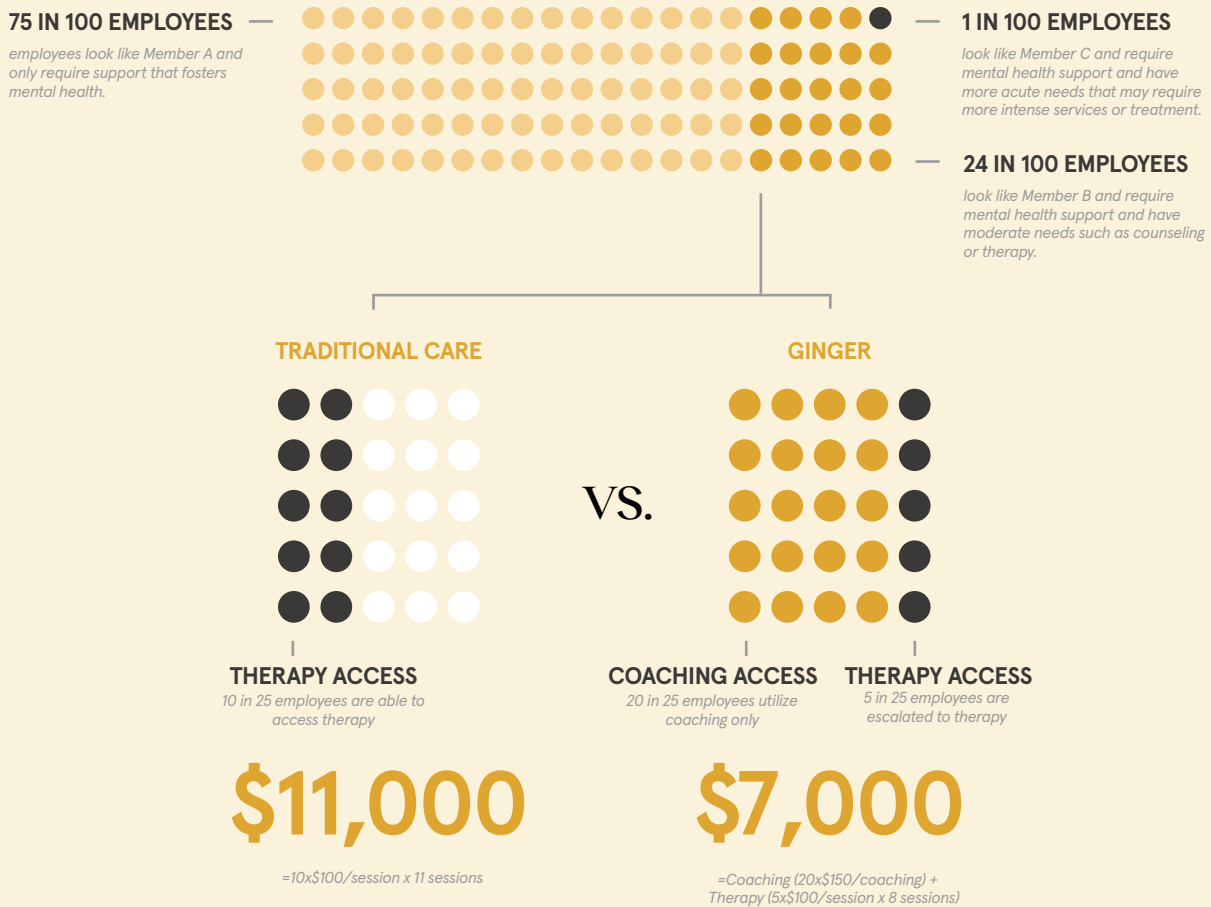 75 IN 100 EMPLOYEES
employees look like Member A and
only require support that fosters
mental health.
1 IN 100 EMPLOYEES
look like Member C and require
mental health support and have
more acute needs that may require
more intense services or treatment.
24 IN 100 EMPLOYEES
look like Member B and require
mental health support and have
moderate needs such as counseling
or therapy.
TRADITIONAL CARE
GINGER
VS.
THERAPY ACCESS
10 in 25 employees are able to
access therapy
COACHING ACCESS
20 in 25 employees utilize
coaching only
THERAPY ACCESS
5 in 25 employees are
escalated to therapy
$11,000
=10x$100/session x 11 sessions
$7,000
=Coaching (20x$150/coaching) +
Therapy (5x$100/session x 8 sessions)